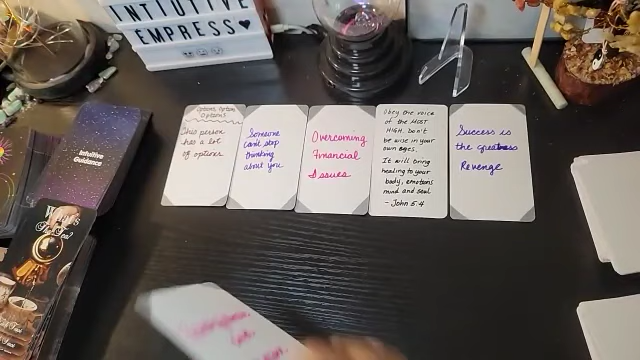 INTUITIVE
EMPRESS♥
Intuitive
Guidance
Options, Options
Options
This person
has a lot
of options
Someone
can't stop
thinking
about you
Overcoming
Financial
Issues
Obey the voice
of the MOST
HIGH. Don't
be wise in your
own eyes.
It will bring
healing to your
body, emotions
mind and soul
- John 5:4
Success is
the greatest
Revenge